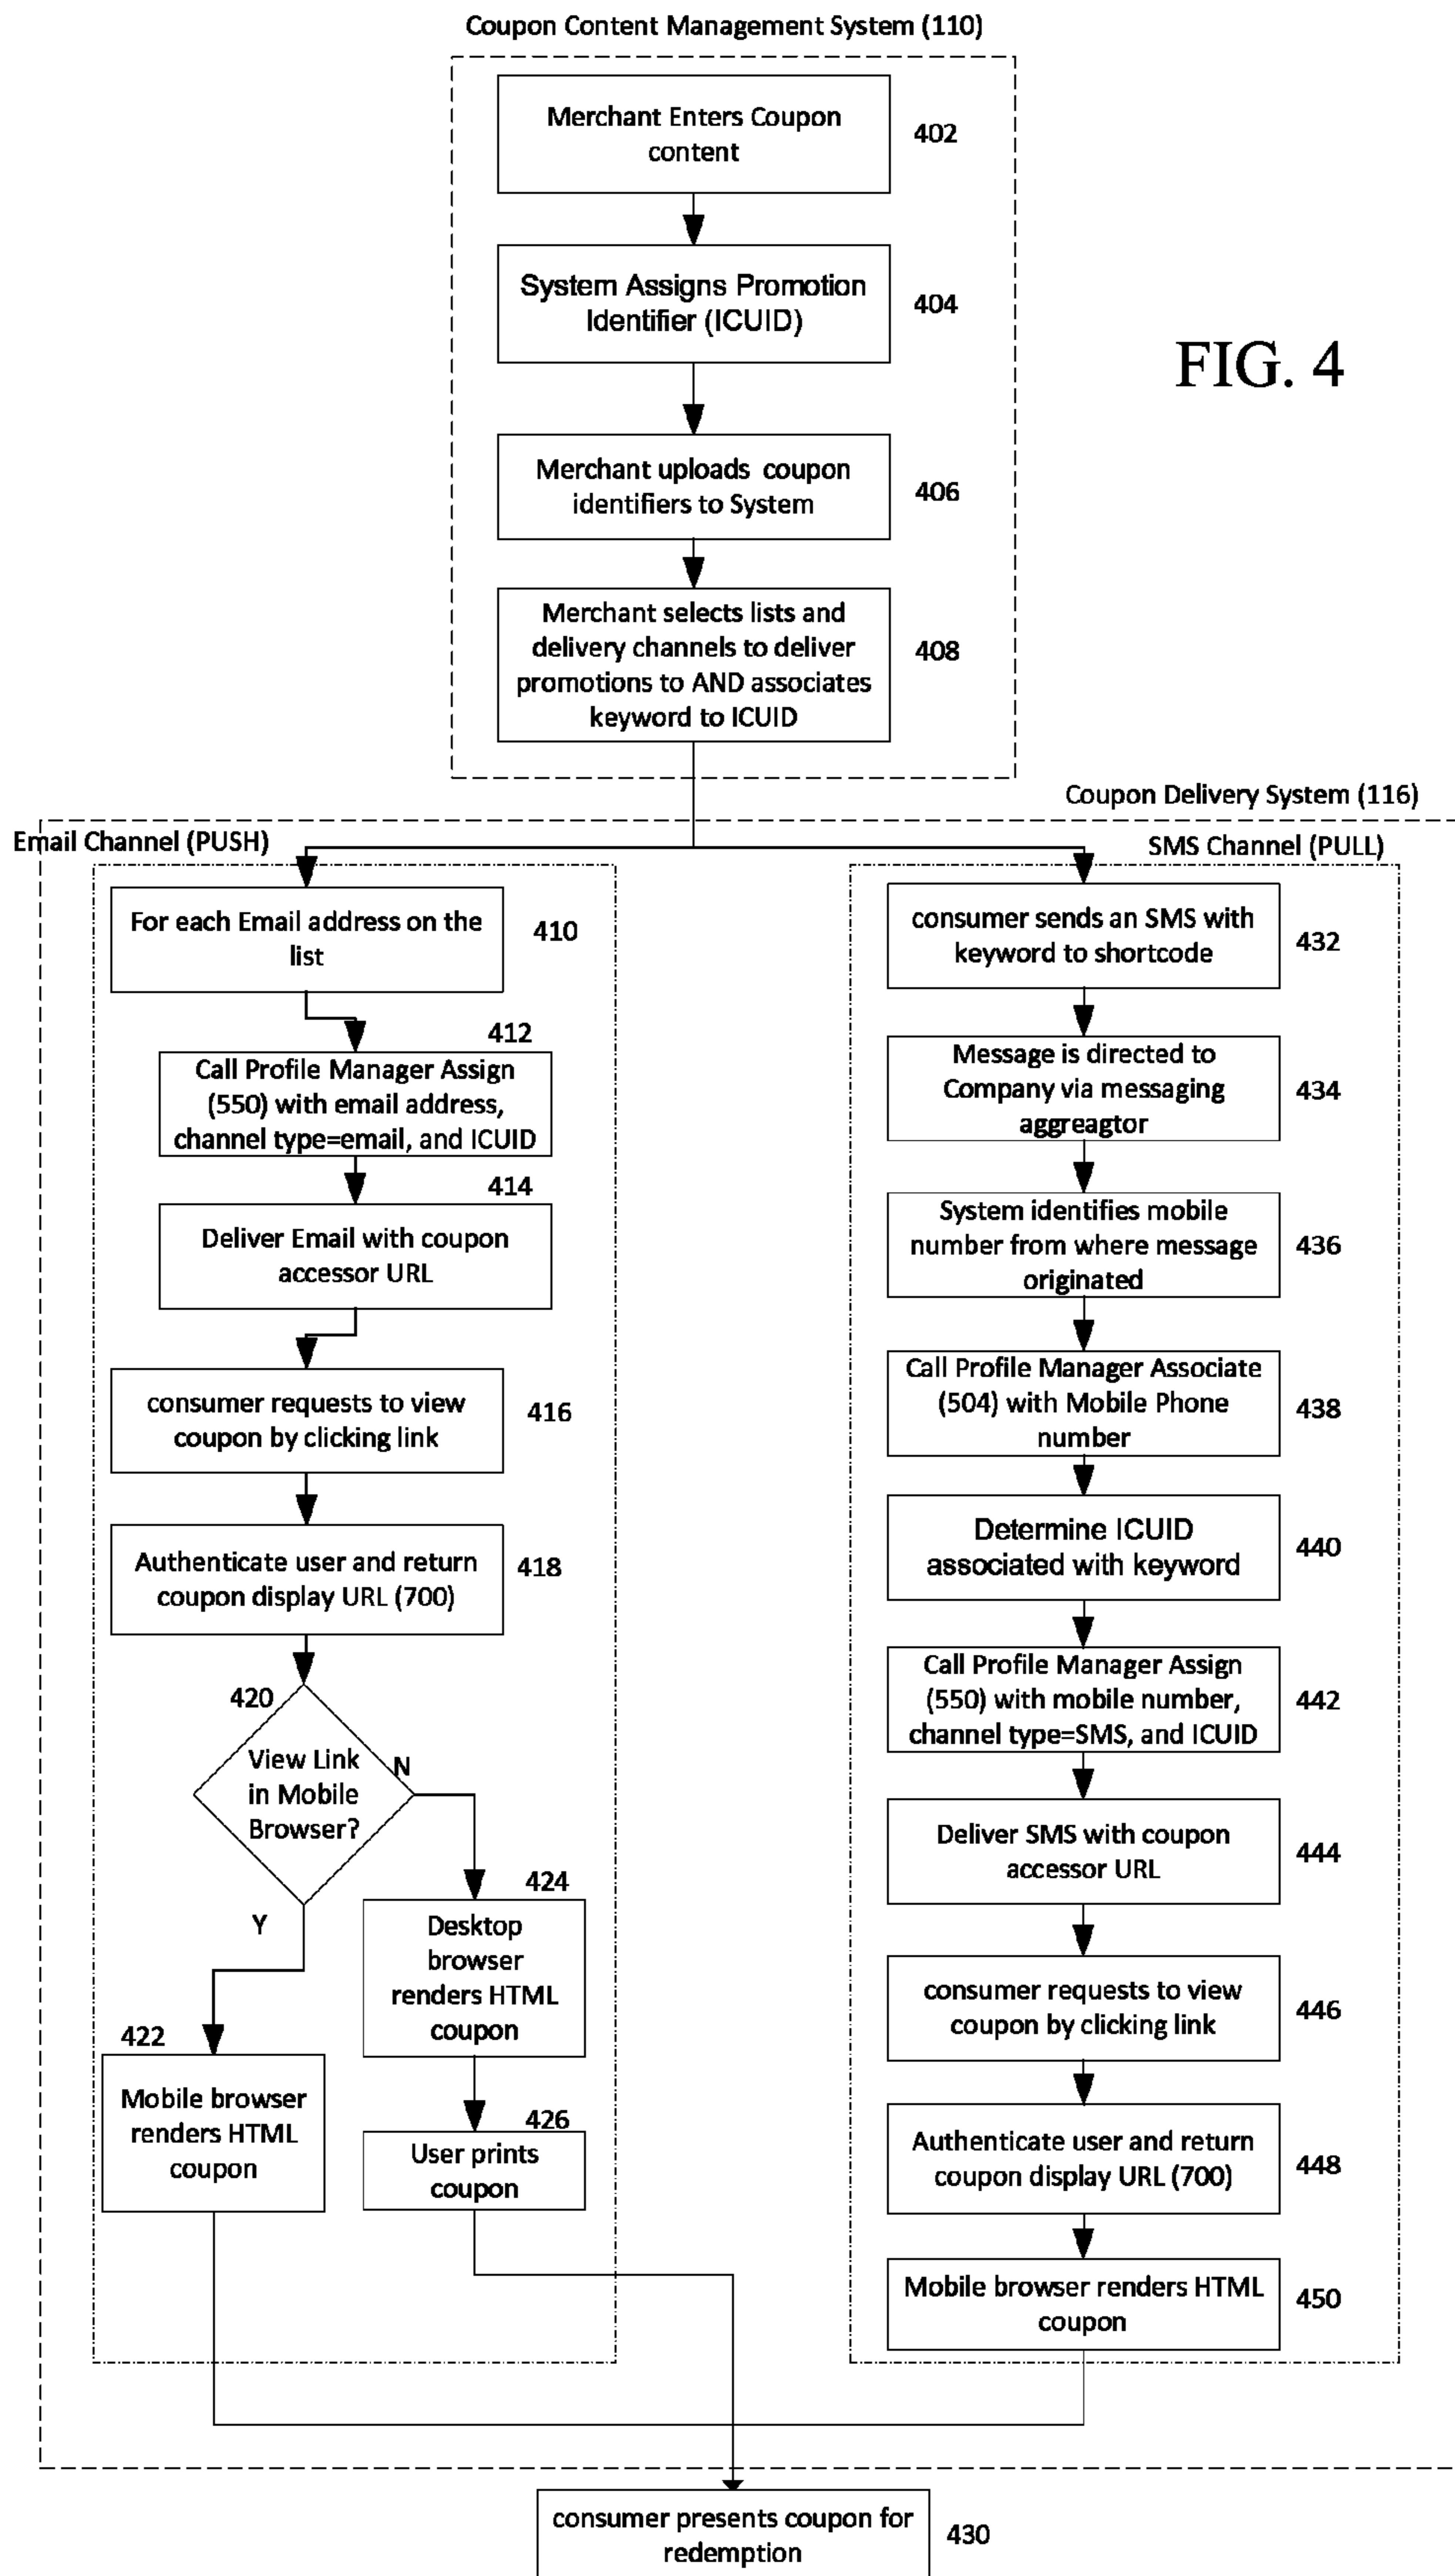 Coupon Content Management System (110)
Merchant Enters Coupon
content
402
System Assigns Promotion
Identifier (ICUID)
404
FIG. 4
Merchant uploads coupon
identifiers to System
406
Merchant selects lists and
delivery channels to deliver
promotions to AND associates
keyword to ICUID
408
Coupon Delivery System (116)
Email Channel (PUSH)
For each Email address on the
list
410
412
Call Profile Manager Assign
(550) with email address,
channel type=email, and ICUID
414
Deliver Email with coupon
accessor URL
consumer requests to view
coupon by clicking link
416
Authenticate user and return
coupon display URL (700)
418
420
View Link
in Mobile
Browser?
N
Y
424
Desktop
browser
renders HTML
coupon
422
Mobile browser
renders HTML
coupon
426
User prints
coupon
SMS Channel (PULL)
consumer sends an SMS with
keyword to shortcode
432
Message is directed to
Company via messaging
aggreagtor
434
System identifies mobile
number from where message
originated
436
Call Profile Manager Associate
(504) with Mobile Phone
number
438
Determine ICUID
associated with keyword
440
Call Profile Manager Assign
(550) with mobile number,
channel type=SMS, and ICUID
442
Deliver SMS with coupon
accessor URL
444
consumer requests to view
coupon by clicking link
446
Authenticate user and return
coupon display URL (700)
448
Mobile browser renders HTML
coupon
450
consumer presents coupon for
redemption
430